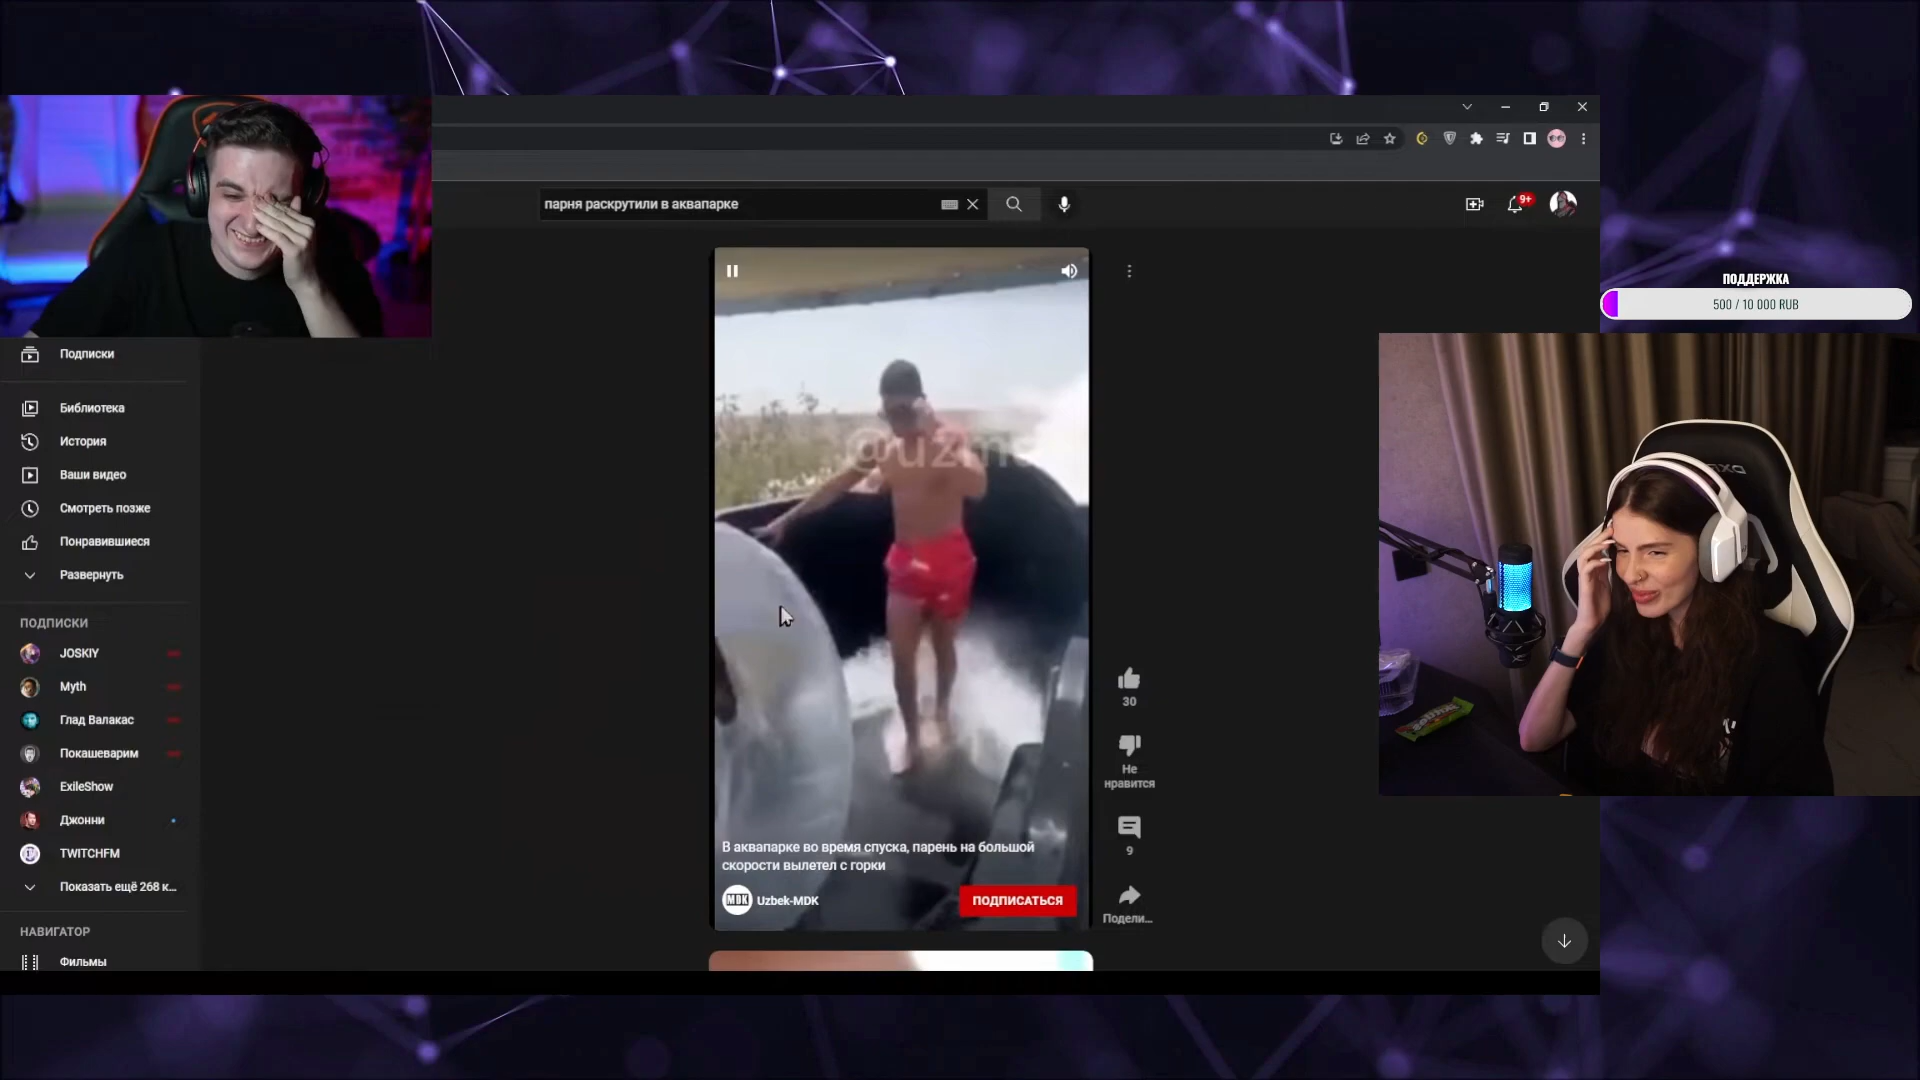 парня раскрутили в аквапарке
9+
ПОДДЕРЖКА
500 / 10 000 RUB
Подписки
Библиотека
История
Ваши видео
Смотреть позже
Понравившиеся
Развернуть
ПОДПИСКИ
JOSKIY
Myth
Глад Валакас
Покашеварим
ExileShow
Джонни
TWITCHFM
Показать ещё 268 к...
НАВИГАТОР
Фильмы
30
Не
нравится
9
Подели...
В аквапарке во время спуска, парень на большой
скорости вылетел с горки
MDK
Uzbek-MDK
ПОДПИСАТЬСЯ